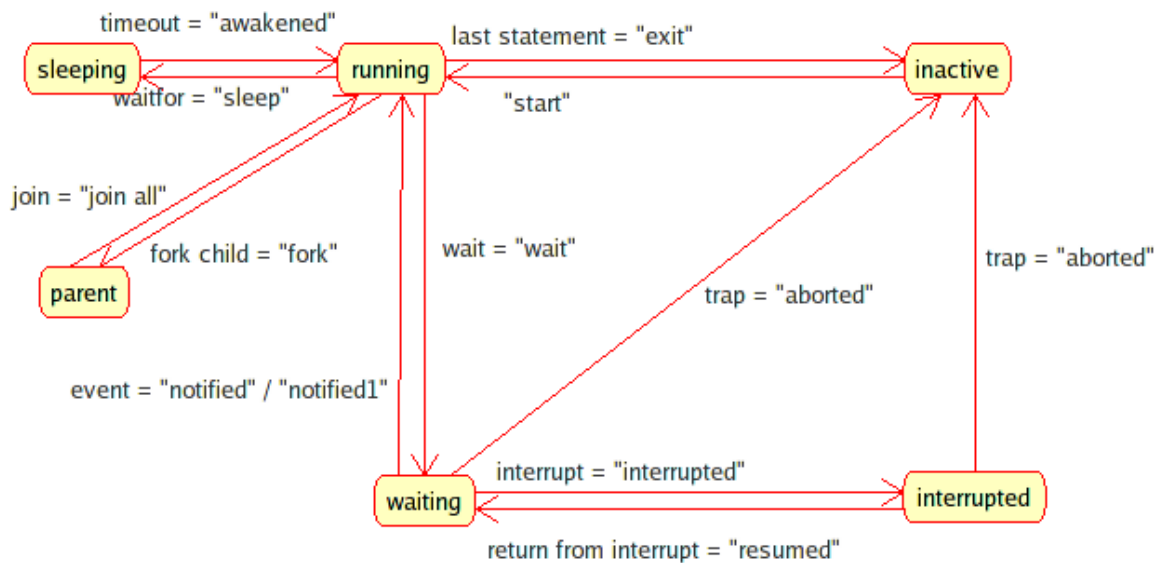 timeout = "awakened"
last statement = "exit"
sleeping
running
inactive
waitfor = "sleep"
"start"
join = "join all"
fork child = "fork"
wait = "wait"
trap = "aborted"
parent
trap = "aborted"
event = "notified" / "notified1"
interrupt = "interrupted"
waiting
interrupted
return from interrupt = "resumed"